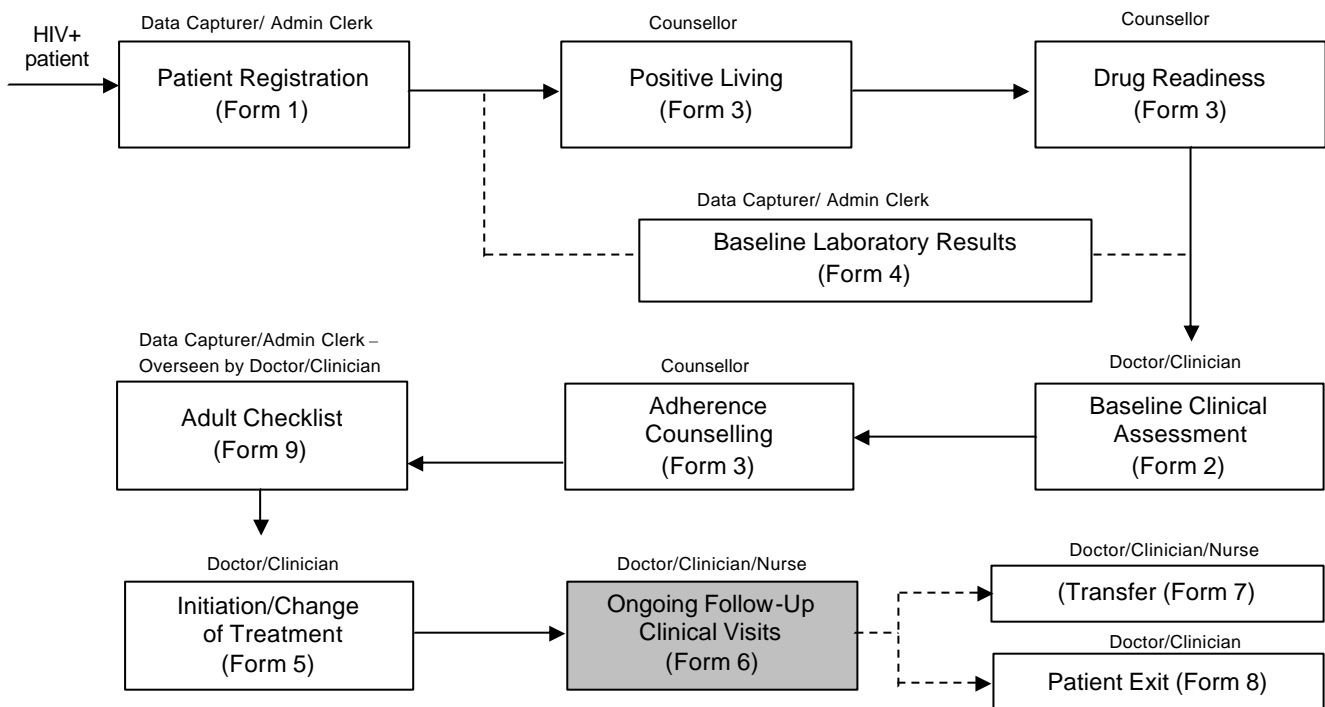 Data Capturer/ Admin Clerk
Counsellor
Counsellor
HIV+
patient
Patient Registration
(Form 1)
Positive Living
(Form 3)
Drug Readiness
(Form 3)
Data Capturer/ Admin Clerk
Baseline Laboratory Results
(Form 4)
Data Capturer/Admin Clerk –
Overseen by Doctor/Clinician
Counsellor
Doctor/Clinician
Adult Checklist
(Form 9)
Adherence
Counselling
(Form 3)
Baseline Clinical
Assessment
(Form 2)
Doctor/Clinician
Doctor/Clinician/Nurse
Doctor/Clinician/Nurse
Initiation/Change
of Treatment
(Form 5)
Ongoing Follow-Up
Clinical Visits
(Form 6)
(Transfer (Form 7)
Doctor/Clinician
Patient Exit (Form 8)